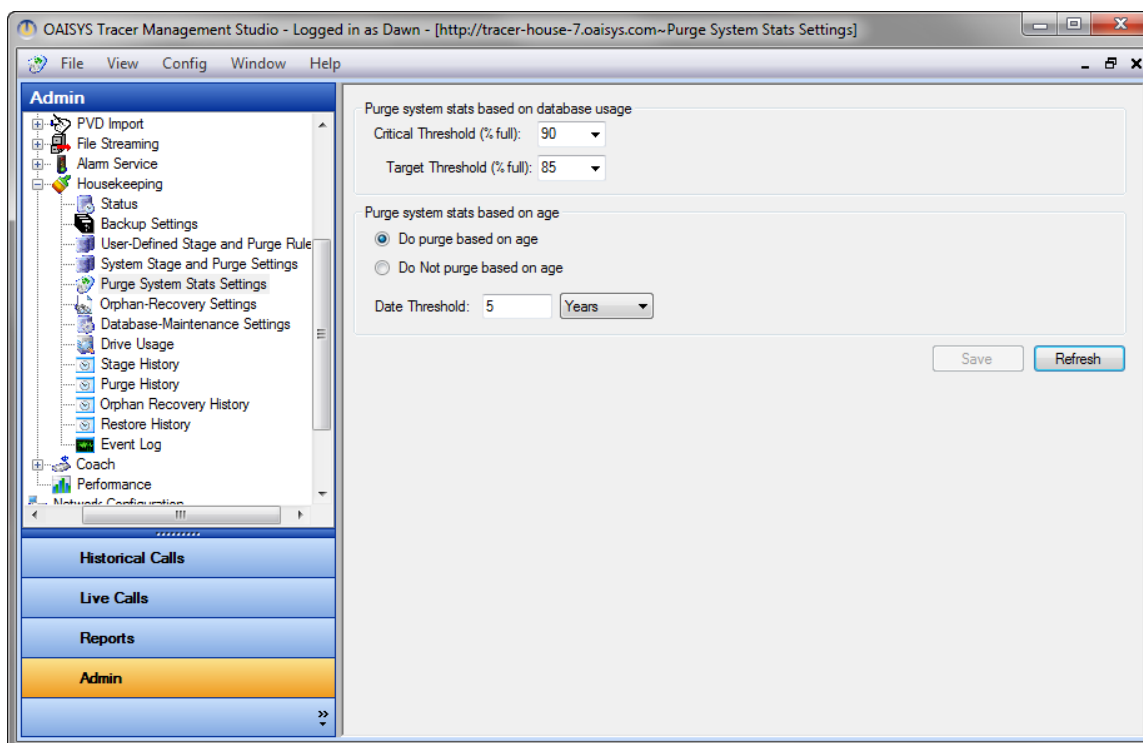 OAISYS Tracer Management Studio - Logged in as Dawn - [http://tracer-house-7.oaisys.com~Purge System Stats Settings]
File View Config Window Help
Admin
PVD Import
File Streaming
Alarm Service
Housekeeping
Status
Backup Settings
User-Defined Stage and Purge Rule
System Stage and Purge Settings
Purge System Stats Settings
Orphan-Recovery Settings
Database-Maintenance Settings
Drive Usage
Stage History
Purge History
Orphan Recovery History
Restore History
Event Log
Coach
Performance
Network Configuration
Historical Calls
Live Calls
Reports
Admin
Purge system stats based on database usage
Critical Threshold (% full): 90
Target Threshold (% full): 85
Purge system stats based on age
Do purge based on age
Do Not purge based on age
Date Threshold: 5 Years
Save Refresh